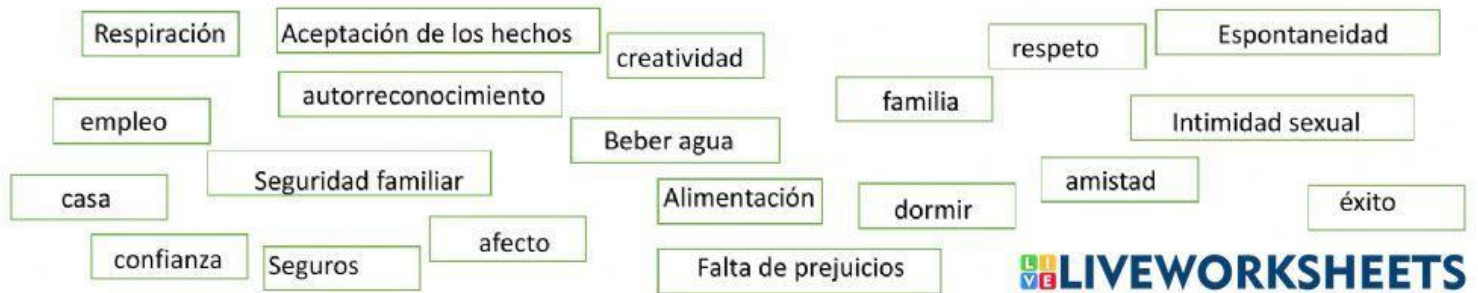 Respiración
Aceptación de los hechos
creatividad
respeto
Espontaneidad
autorreconocimiento
familia
empleo
Beber agua
Intimidad sexual
Seguridad familiar
casa
Alimentación
dormir
amistad
éxito
confianza
Seguros
afecto
Falta de prejuicios
LIVE LIVEWORKSHEETS